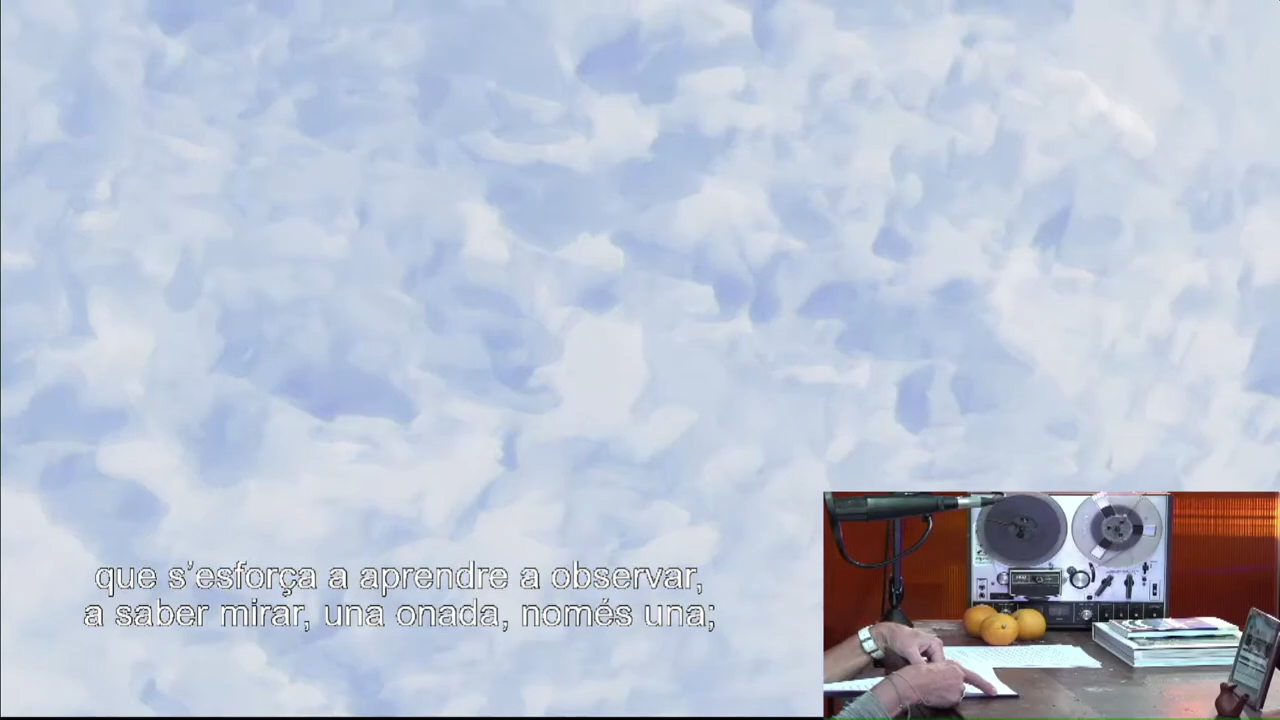 que s’esforça a aprendre a observar,
a saber mirar, una onada, només una;